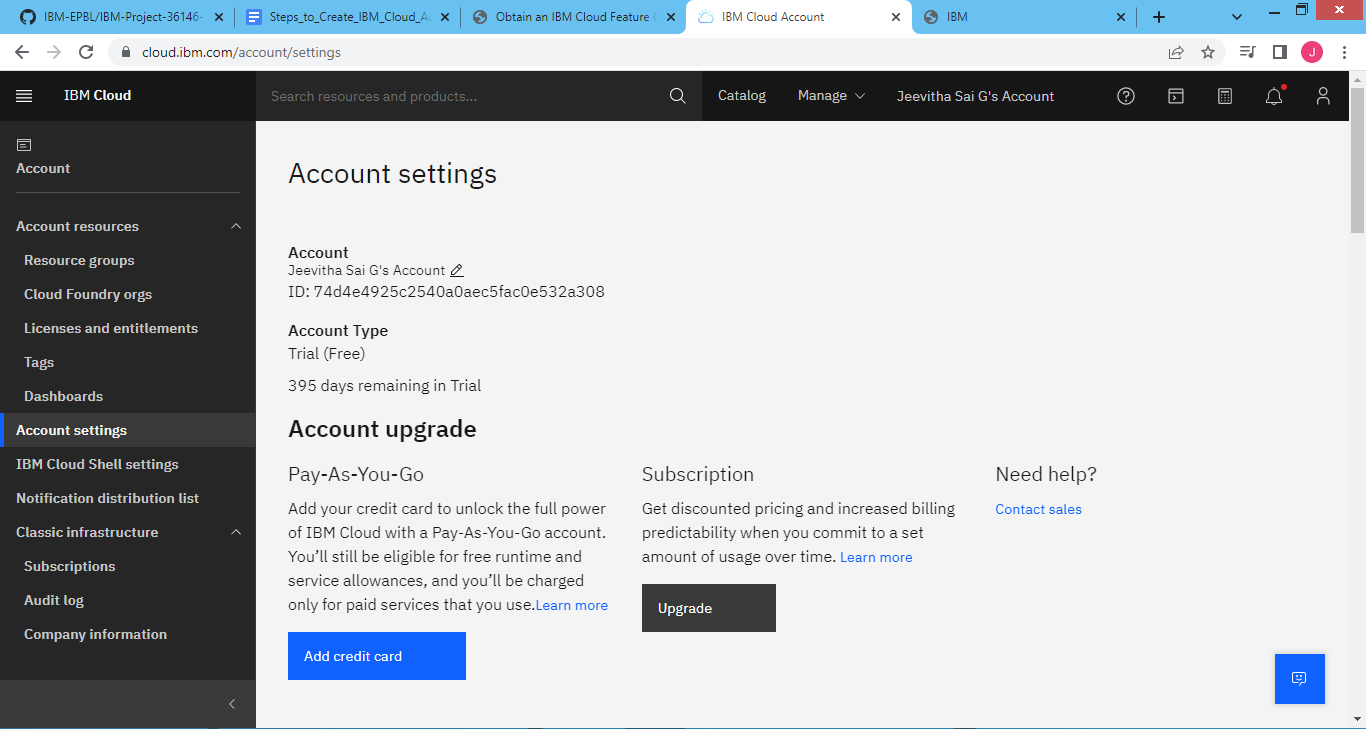 IBM-EPBL/IBM-Project-36146-
Steps_to_Create_IBM_Cloud_A
Obtain an IBM Cloud Feature
IBM Cloud Account
IBM
cloud.ibm.com/account/settings
J
IBM Cloud
Search resources and products...
Catalog
Manage
Jeevitha Sai G's Account
Account
Account resources
Resource groups
Cloud Foundry orgs
Licenses and entitlements
Tags
Dashboards
Account settings
IBM Cloud Shell settings
Notification distribution list
Classic infrastructure
Subscriptions
Audit log
Company information
Account settings
Account
Jeevitha Sai G's Account
ID: 74d4e4925c2540a0aec5fac0e532a308
Account Type
Trial (Free)
395 days remaining in Trial
Account upgrade
Pay-As-You-Go
Add your credit card to unlock the full power
of IBM Cloud with a Pay-As-You-Go account.
You’ll still be eligible for free runtime and
service allowances, and you’ll be charged
only for paid services that you use.Learn more
Add credit card
Subscription
Get discounted pricing and increased billing
predictability when you commit to a set
amount of usage over time. Learn more
Upgrade
Need help?
Contact sales